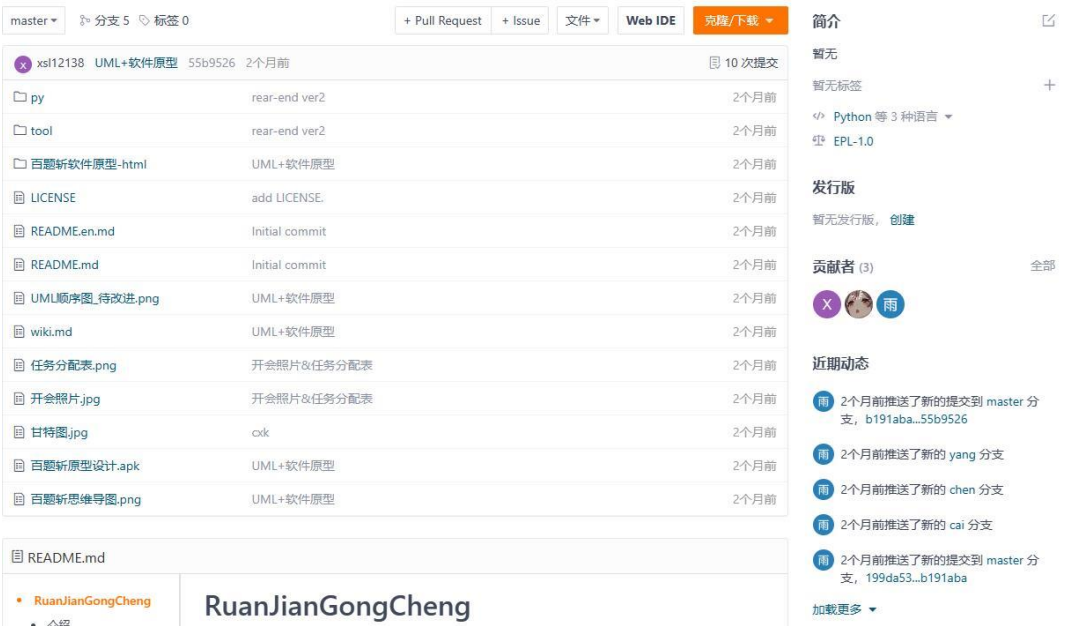 master 分支 5 标签 0 + Pull Request + Issue 文件 Web IDE 克隆/下载
X xsl12138 UML+软件原型 55b9526 2个月前 10 次提交
py rear-end ver2 2个月前
tool rear-end ver2 2个月前
百题斩软件原型-html UML+软件原型 2个月前
LICENSE add LICENSE. 2个月前
README.en.md Initial commit 2个月前
README.md Initial commit 2个月前
UML顺序图_待改进.png UML+软件原型 2个月前
wiki.md UML+软件原型 2个月前
任务分配表.png 开会照片&任务分配表 2个月前
开会照片.jpg 开会照片&任务分配表 2个月前
甘特图.jpg cxk 2个月前
百题斩原型设计.apk UML+软件原型 2个月前
百题斩思维导图.png UML+软件原型 2个月前
README.md
RuanJianGongCheng
介绍
RuanJianGongCheng
简介
暂无
暂无标签
Python 等 3 种语言
EPL-1.0
发行版
暂无发行版， 创建
贡献者 (3) 全部
X 雨
近期动态
雨 2个月前推送了新的提交到 master 分
支，b191aba...55b9526
雨 2个月前推送了新的 yang 分支
雨 2个月前推送了新的 chen 分支
雨 2个月前推送了新的 cai 分支
雨 2个月前推送了新的提交到 master 分
支，199da53...b191aba
加载更多